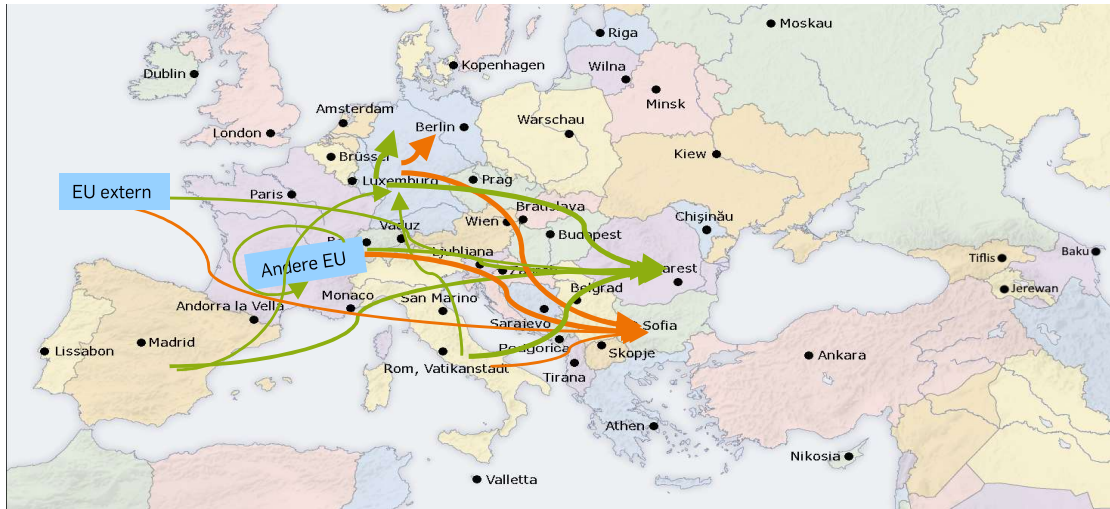 Moskau
Riga
Kopenhagen
Dublin
Wilna
Minsk
Amsterdam
Warschau
Berlin
London
Kiew
Brüssel
EU extern
Paris
Luxemburg
Prag
Bratislava
Wien
Chişinău
Vaduz
Budapest
Ljubljana
Baku
Tiflis
Andere EU
Jerewan
Belgrad
Andorra la Vella
Monaco
San Marino
Sarajevo
Sofia
Madrid
Lissabon
Podgorica
Skopje
Ankara
Rom, Vatikanstadt
Tirana
Athen
Nikosia
Valletta